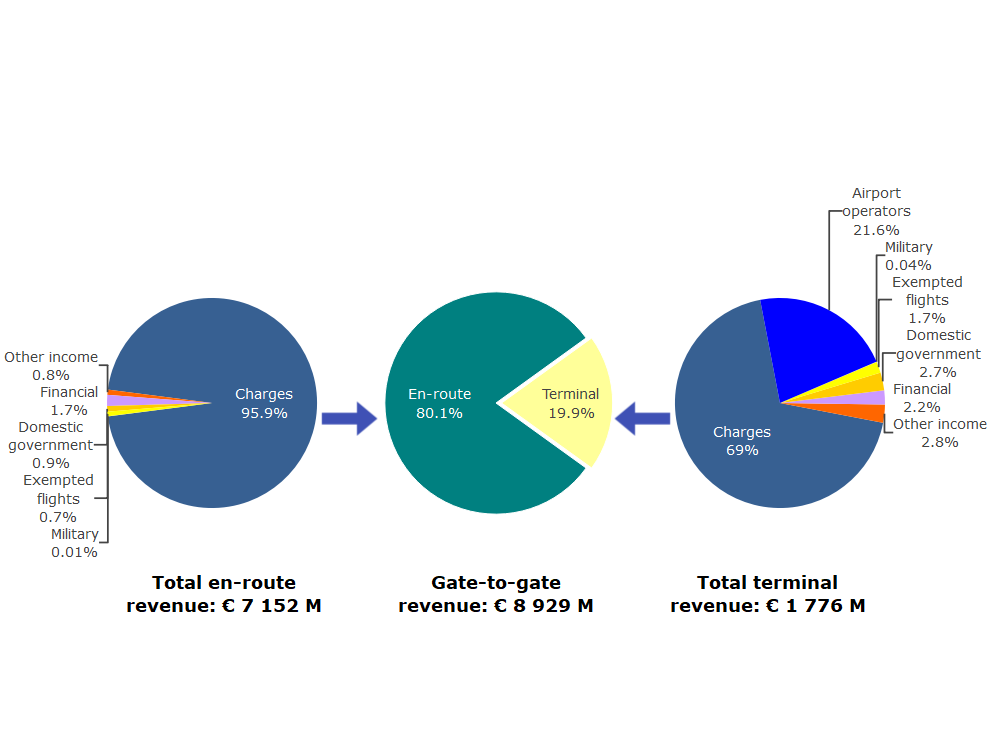 Other income
0.8%
Financial
1.7%
Domestic
government
0.9%
Exempted
flights
0.7%
Military
0.01%
Charges
95.9%
Total en-route
revenue: € 7 152 M
En-route
80.1%
Terminal
19.9%
Gate-to-gate
revenue: € 8 929 M
Airport
operators
21.6%
Military
0.04%
Exempted
flights
1.7%
Domestic
government
2.7%
Financial
2.2%
Other income
2.8%
Charges
69%
Total terminal
revenue: € 1 776 M